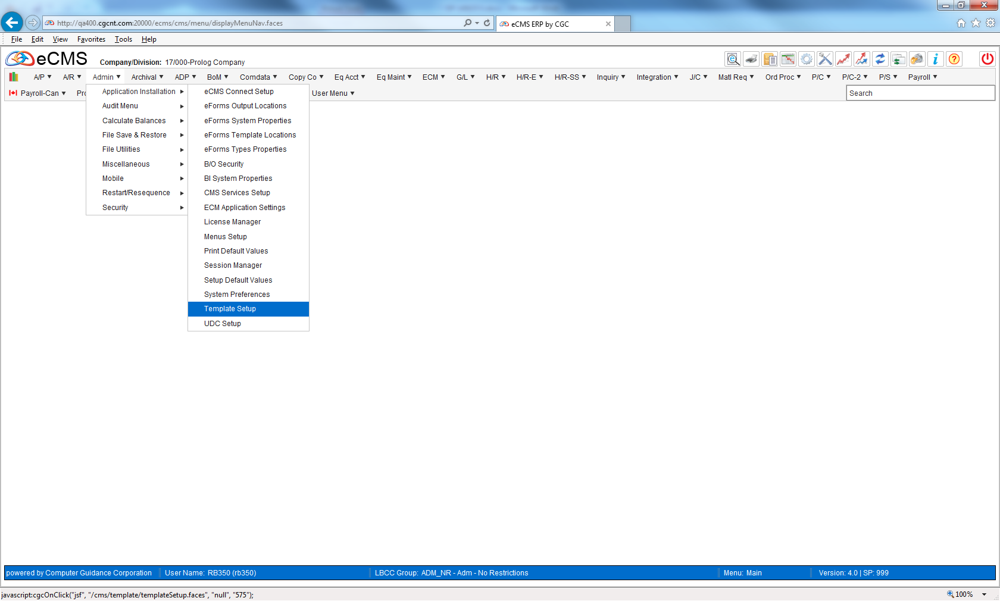 http://qa400.cgcnt.com:20000/ecms/cms/menu/displayMenuNav.faces
eCMS ERP by CGC
File Edit View Favorites Tools Help
eCMS Company/Division: 17/000-Prolog Company
A/P A/R Admin Archival ADP BoM Comdata Copy Co Eq Acct Eq Maint ECM G/L H/R H/R-E H/R-SS Inquiry Integration J/C Matl Req Ord Proc P/C P/C-2 P/S Payroll
Payroll-Can User Menu Search
Application Installation
Audit Menu
Calculate Balances
File Save & Restore
File Utilities
Miscellaneous
Mobile
Restart/Resequence
Security
eCMS Connect Setup
eForms Output Locations
eForms System Properties
eForms Template Locations
eForms Types Properties
B/O Security
BI System Properties
CMS Services Setup
ECM Application Settings
License Manager
Menus Setup
Print Default Values
Session Manager
Setup Default Values
System Preferences
Template Setup
UDC Setup
powered by Computer Guidance Corporation User Name: RB350 (rb350) LBCC Group: ADM_NR - Adm - No Restrictions Menu: Main Version: 4.0 | SP: 999
javascript:cgcOnClick("jsf", "/cms/template/templateSetup.faces", "null", "575"); 100%